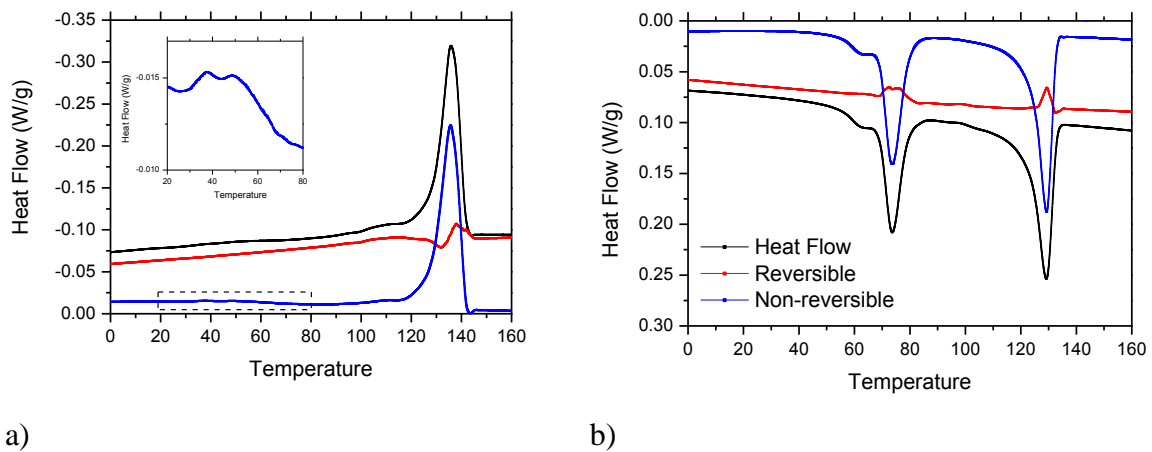 -0.35
-0.30
-0.25
-0.20
-0.15
-0.10
-0.05
0.00
0 20 40 60 80 100 120 140 160
Heat Flow (W/g)
Temperature
-0.015
-0.010
20 30 40 50 60 70 80
Heat Flow (W/g)
Temperature
a)
0.00
0.05
0.10
0.15
0.20
0.25
0.30
0 20 40 60 80 100 120 140 160
Heat Flow (W/g)
Temperature
Heat Flow
Reversible
Non-reversible
b)